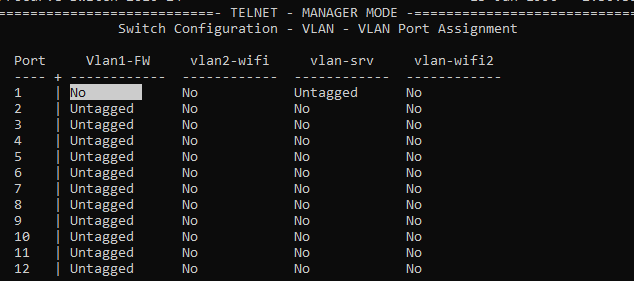 ==========================- TELNET - MANAGER MODE -==========================
Switch Configuration - VLAN - VLAN Port Assignment
Port Vlan1-FW vlan2-wifi vlan-srv vlan-wifi2
---- + ------------ ------------ ------------ ------------
1 | No No Untagged No
2 | Untagged No No No
3 | Untagged No No No
4 | Untagged No No No
5 | Untagged No No No
6 | Untagged No No No
7 | Untagged No No No
8 | Untagged No No No
9 | Untagged No No No
10 | Untagged No No No
11 | Untagged No No No
12 | Untagged No No No